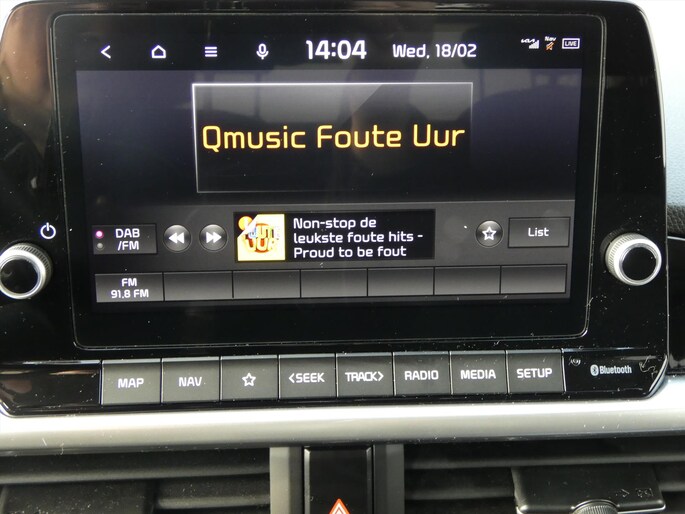 14:04 Wed, 18/02 Nav LIVE
Qmusic Foute Uur
DAB
/FM
Non-stop de
leukste foute hits -
Proud to be fout
List
FM
91.8 FM
MAP NAV <SEEK TRACK> RADIO MEDIA SETUP Bluetooth